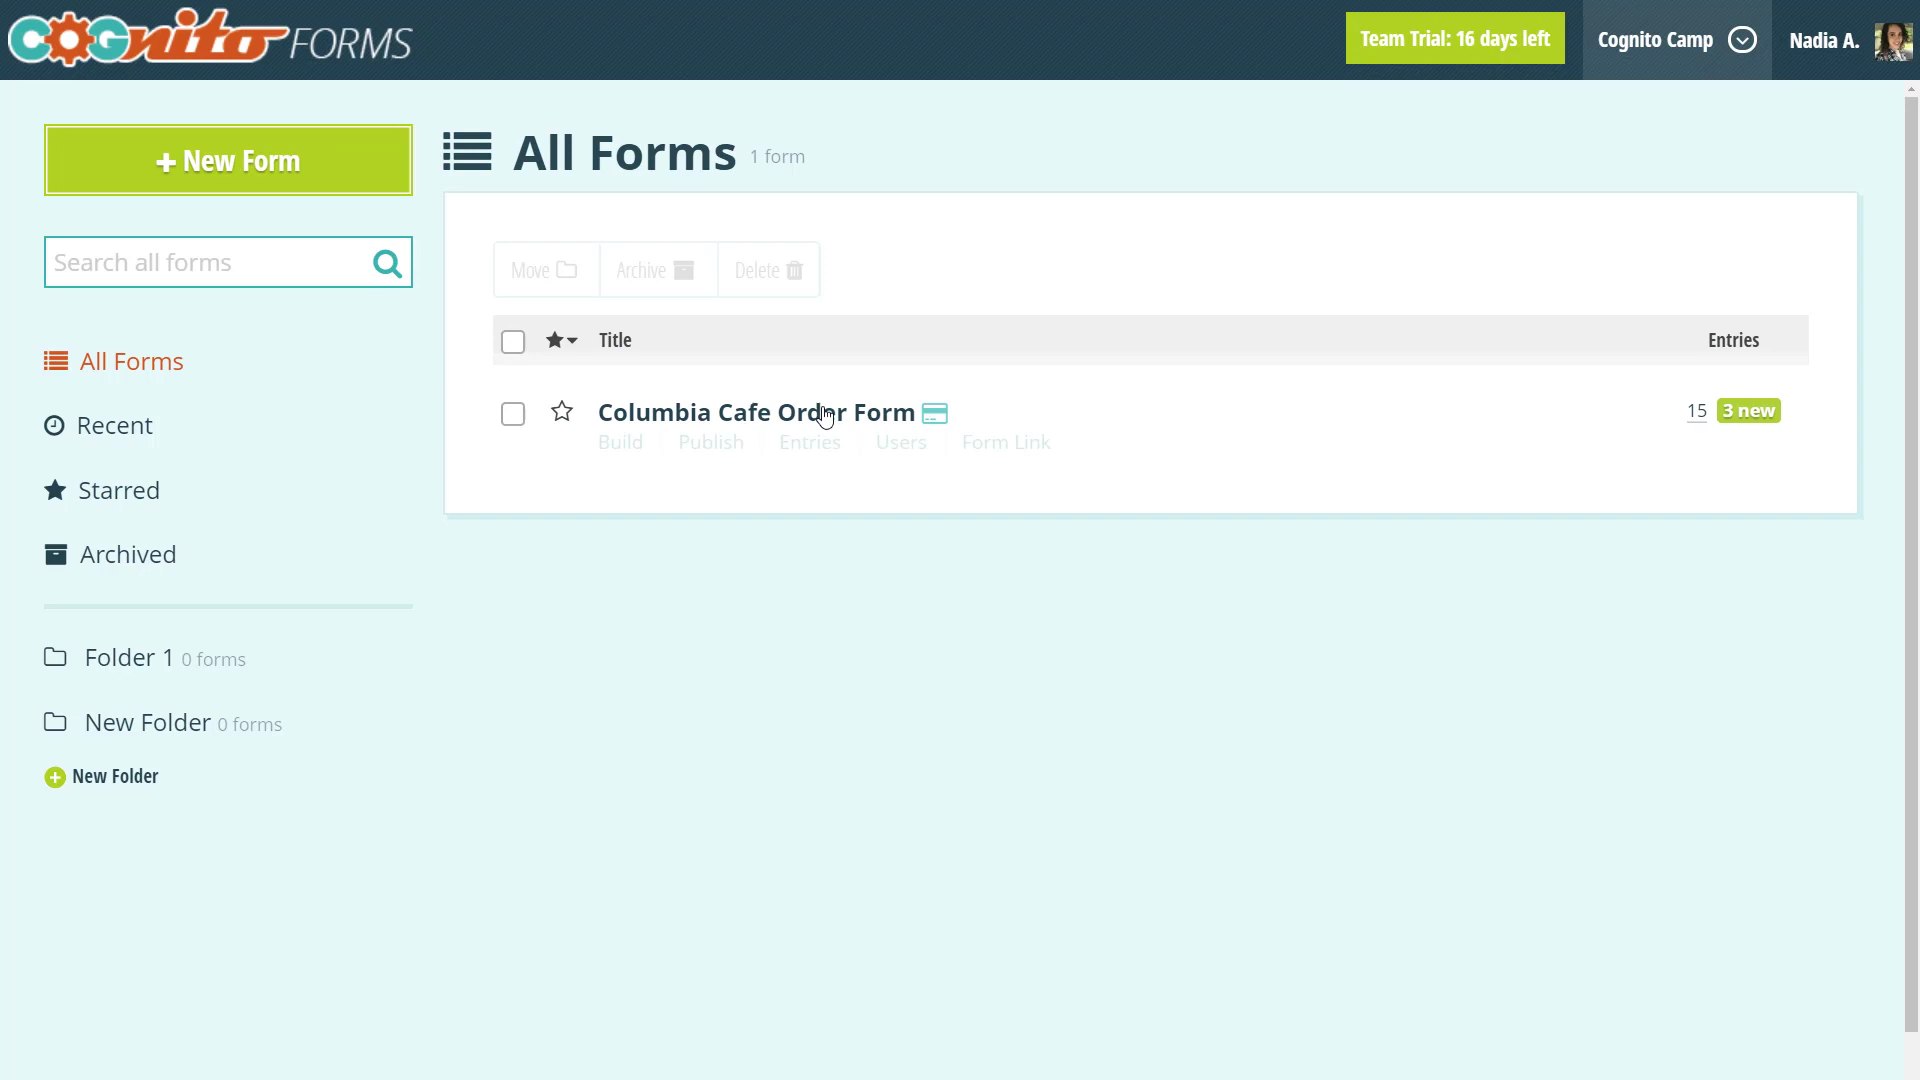 COGNITO FORMS
Team Trial: 16 days left
Cognito Camp
Nadia A.
+ New Form
All Forms 1 form
Search all forms
Move
Archive
Delete
Title
Entries
All Forms
Columbia Cafe Order Form
15
3 new
Recent
Build
Publish
Entries
Users
Form Link
Starred
Archived
Folder 1 0 forms
New Folder 0 forms
New Folder